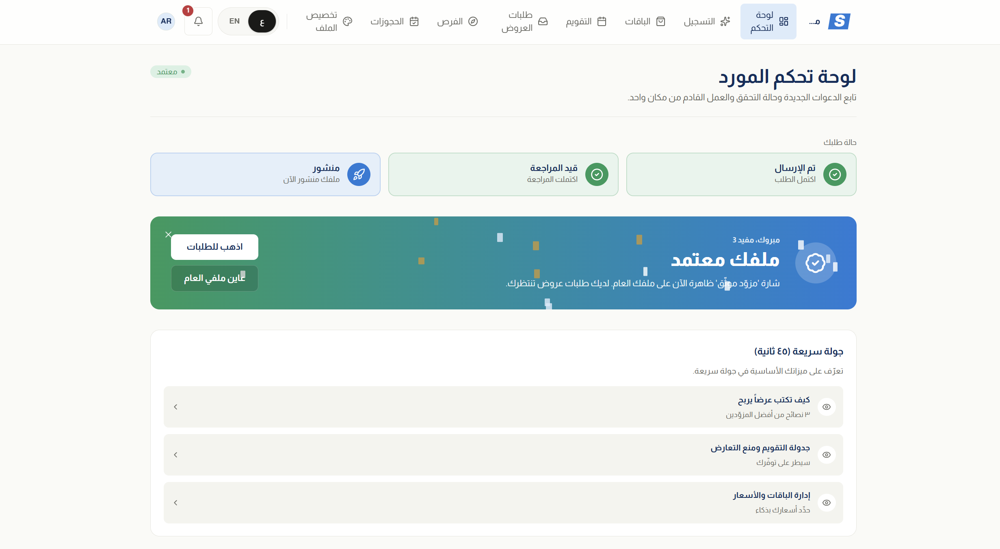 S
م...
لوحة
التحكم
التسجيل
الباقات
التقويم
طلبات
العروض
الفرص
الحجوزات
تخصيص
الملف
ع
EN
1
AR
لوحة تحكم المورد
معتمد
تابع الدعوات الجديدة وحالة التحقق والعمل القادم من مكان واحد.
حالة طلبك
تم الإرسال
اكتمل الطلب
قيد المراجعة
اكتملت المراجعة
منشور
ملفك منشور الآن
مبروك، مفيد 3
ملفك معتمد
شارة 'مزوّد موثّق' ظاهرة الآن على ملفك العام. لديك طلبات عروض تنتظرك.
اذهب للطلبات
عاين ملفي العام
جولة سريعة (٤٥ ثانية)
تعرّف على ميزاتك الأساسية في جولة سريعة.
كيف تكتب عرضاً يربح
٣ نصائح من أفضل المزوّدين
جدولة التقويم ومنع التعارض
سيطر على توفّرك
إدارة الباقات والأسعار
حدّد أسعارك بذكاء